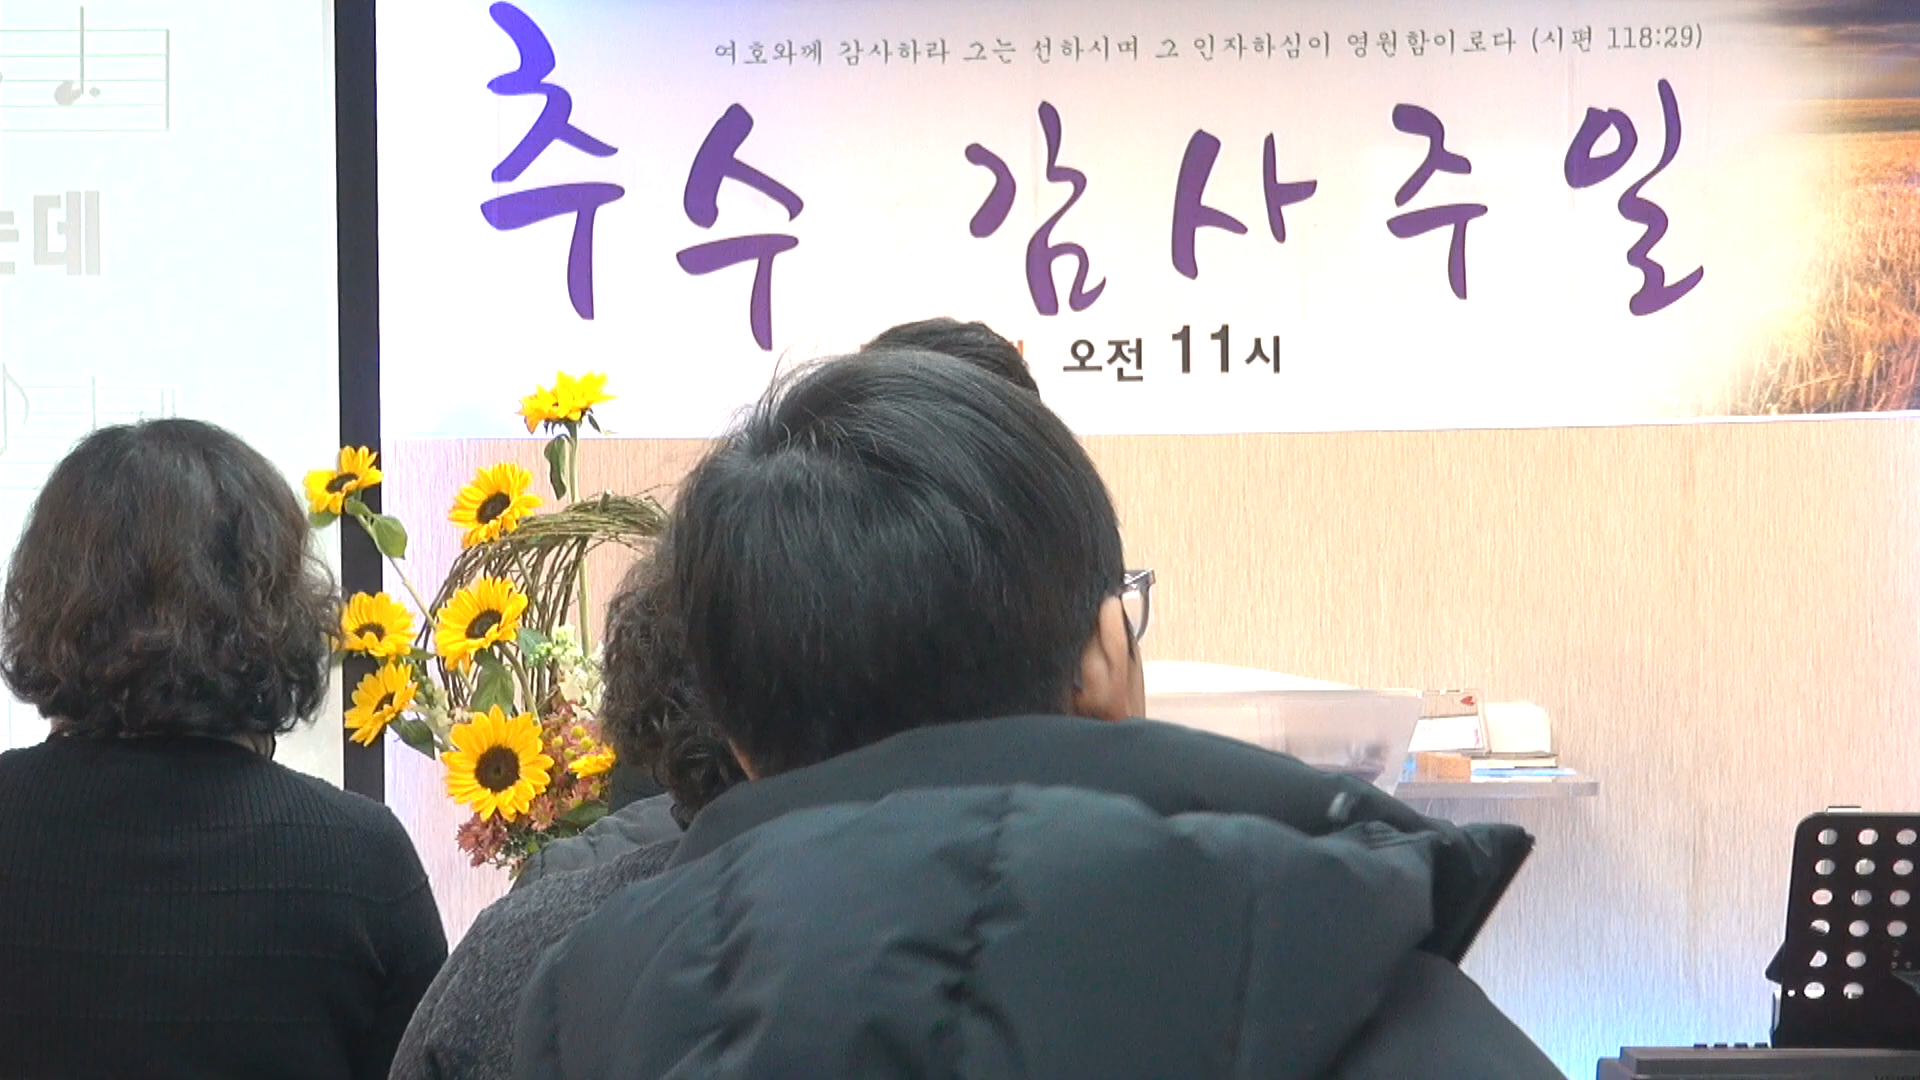 여호와께 감사하라 그는 선하시며 그 인자하심이 영원함이로다 (시편 118:29)
추수 감사주일
오전 11시
는데